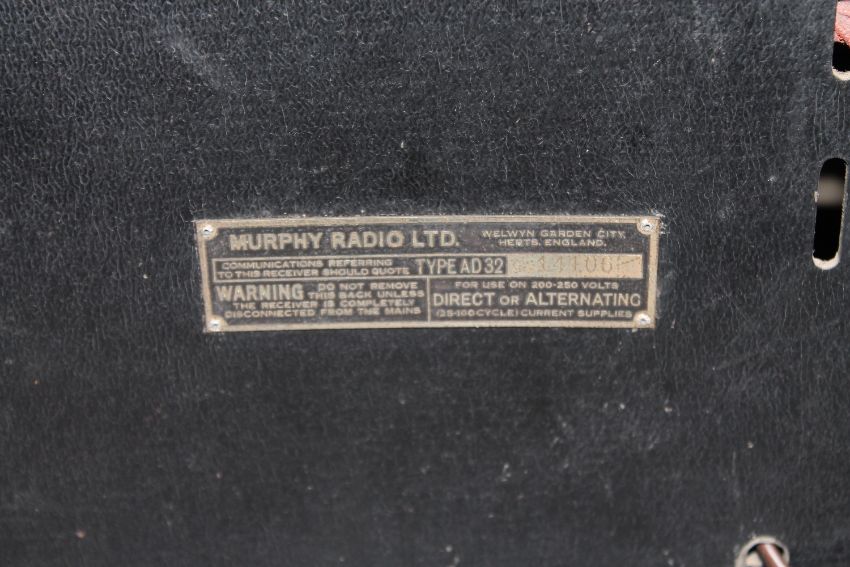 MURPHY RADIO LTD.
WELWYN GARDEN CITY,
HERTS. ENGLAND.
COMMUNICATIONS REFERRING
TO THIS RECEIVER SHOULD QUOTE
TYPE AD 32
WARNING DO NOT REMOVE
THIS BACK UNLESS
THE RECEIVER IS COMPLETELY
DISCONNECTED FROM THE MAINS
FOR USE ON 200-250 VOLTS
DIRECT OR ALTERNATING
(25-100 CYCLE) CURRENT SUPPLIES